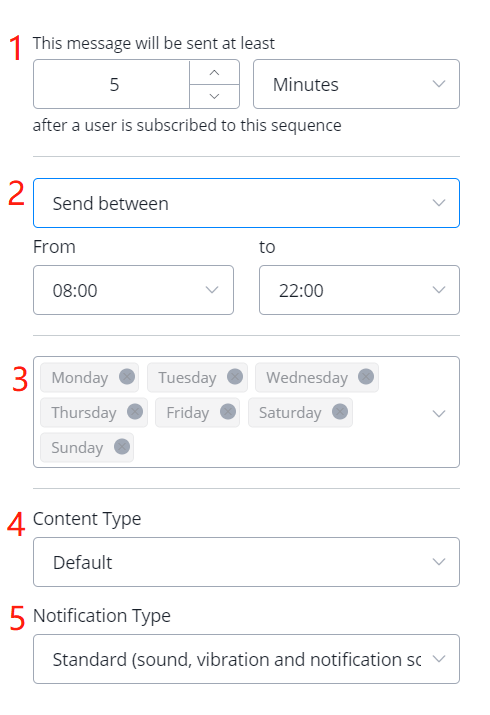 1 This message will be sent at least
5 Minutes
after a user is subscribed to this sequence
2 Send between
From to
08:00 22:00
3 Monday Tuesday Wednesday
Thursday Friday Saturday
Sunday
4 Content Type
Default
5 Notification Type
Standard (sound, vibration and notification sc